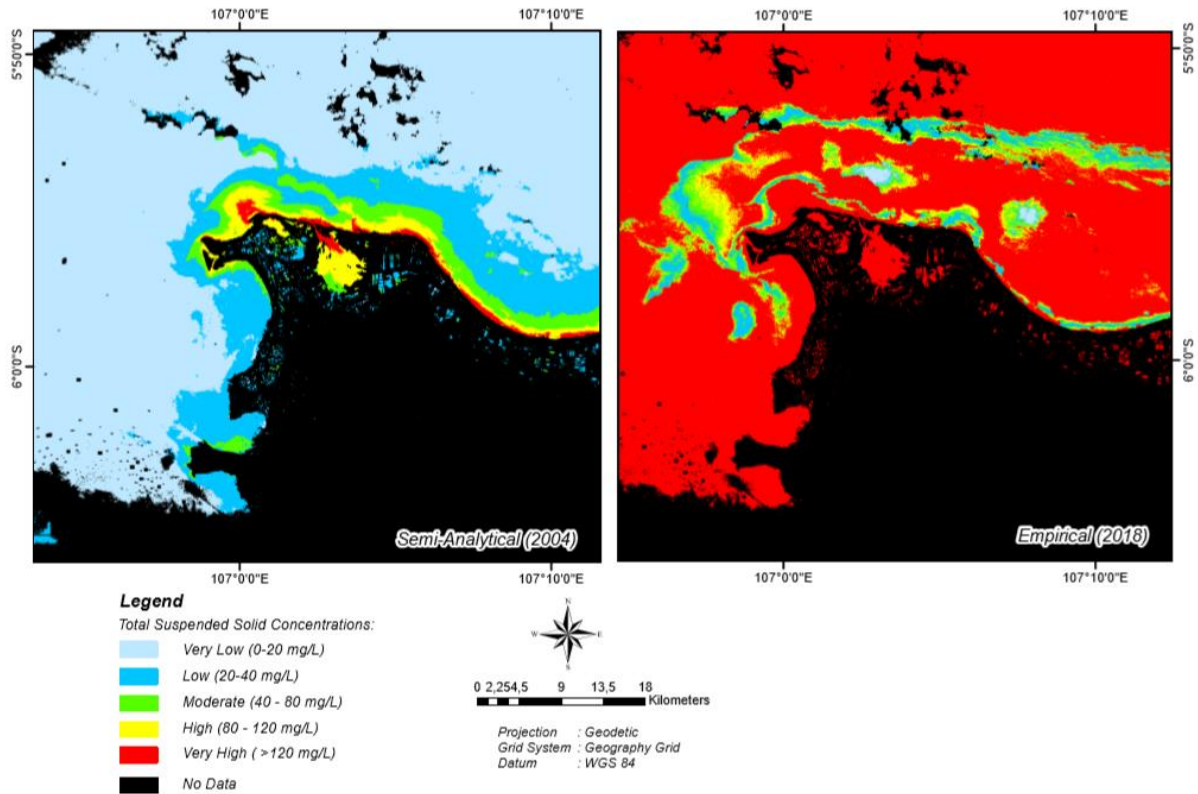 107°0'0"E 107°10'0"E 107°0'0"E 107°10'0"E
5°50'0"S 5°50'0"S
6°0'0"S 6°0'0"S
Semi-Analytical (2004) Empirical (2018)
107°0'0"E 107°10'0"E 107°0'0"E 107°10'0"E
Legend
Total Suspended Solid Concentrations:
Very Low (0-20 mg/L)
Low (20-40 mg/L)
Moderate (40 - 80 mg/L)
High (80 - 120 mg/L)
Very High ( >120 mg/L)
No Data
N
W E
S
0 2,254,5 9 13,5 18
Kilometers
Projection : Geodetic
Grid System : Geography Grid
Datum : WGS 84